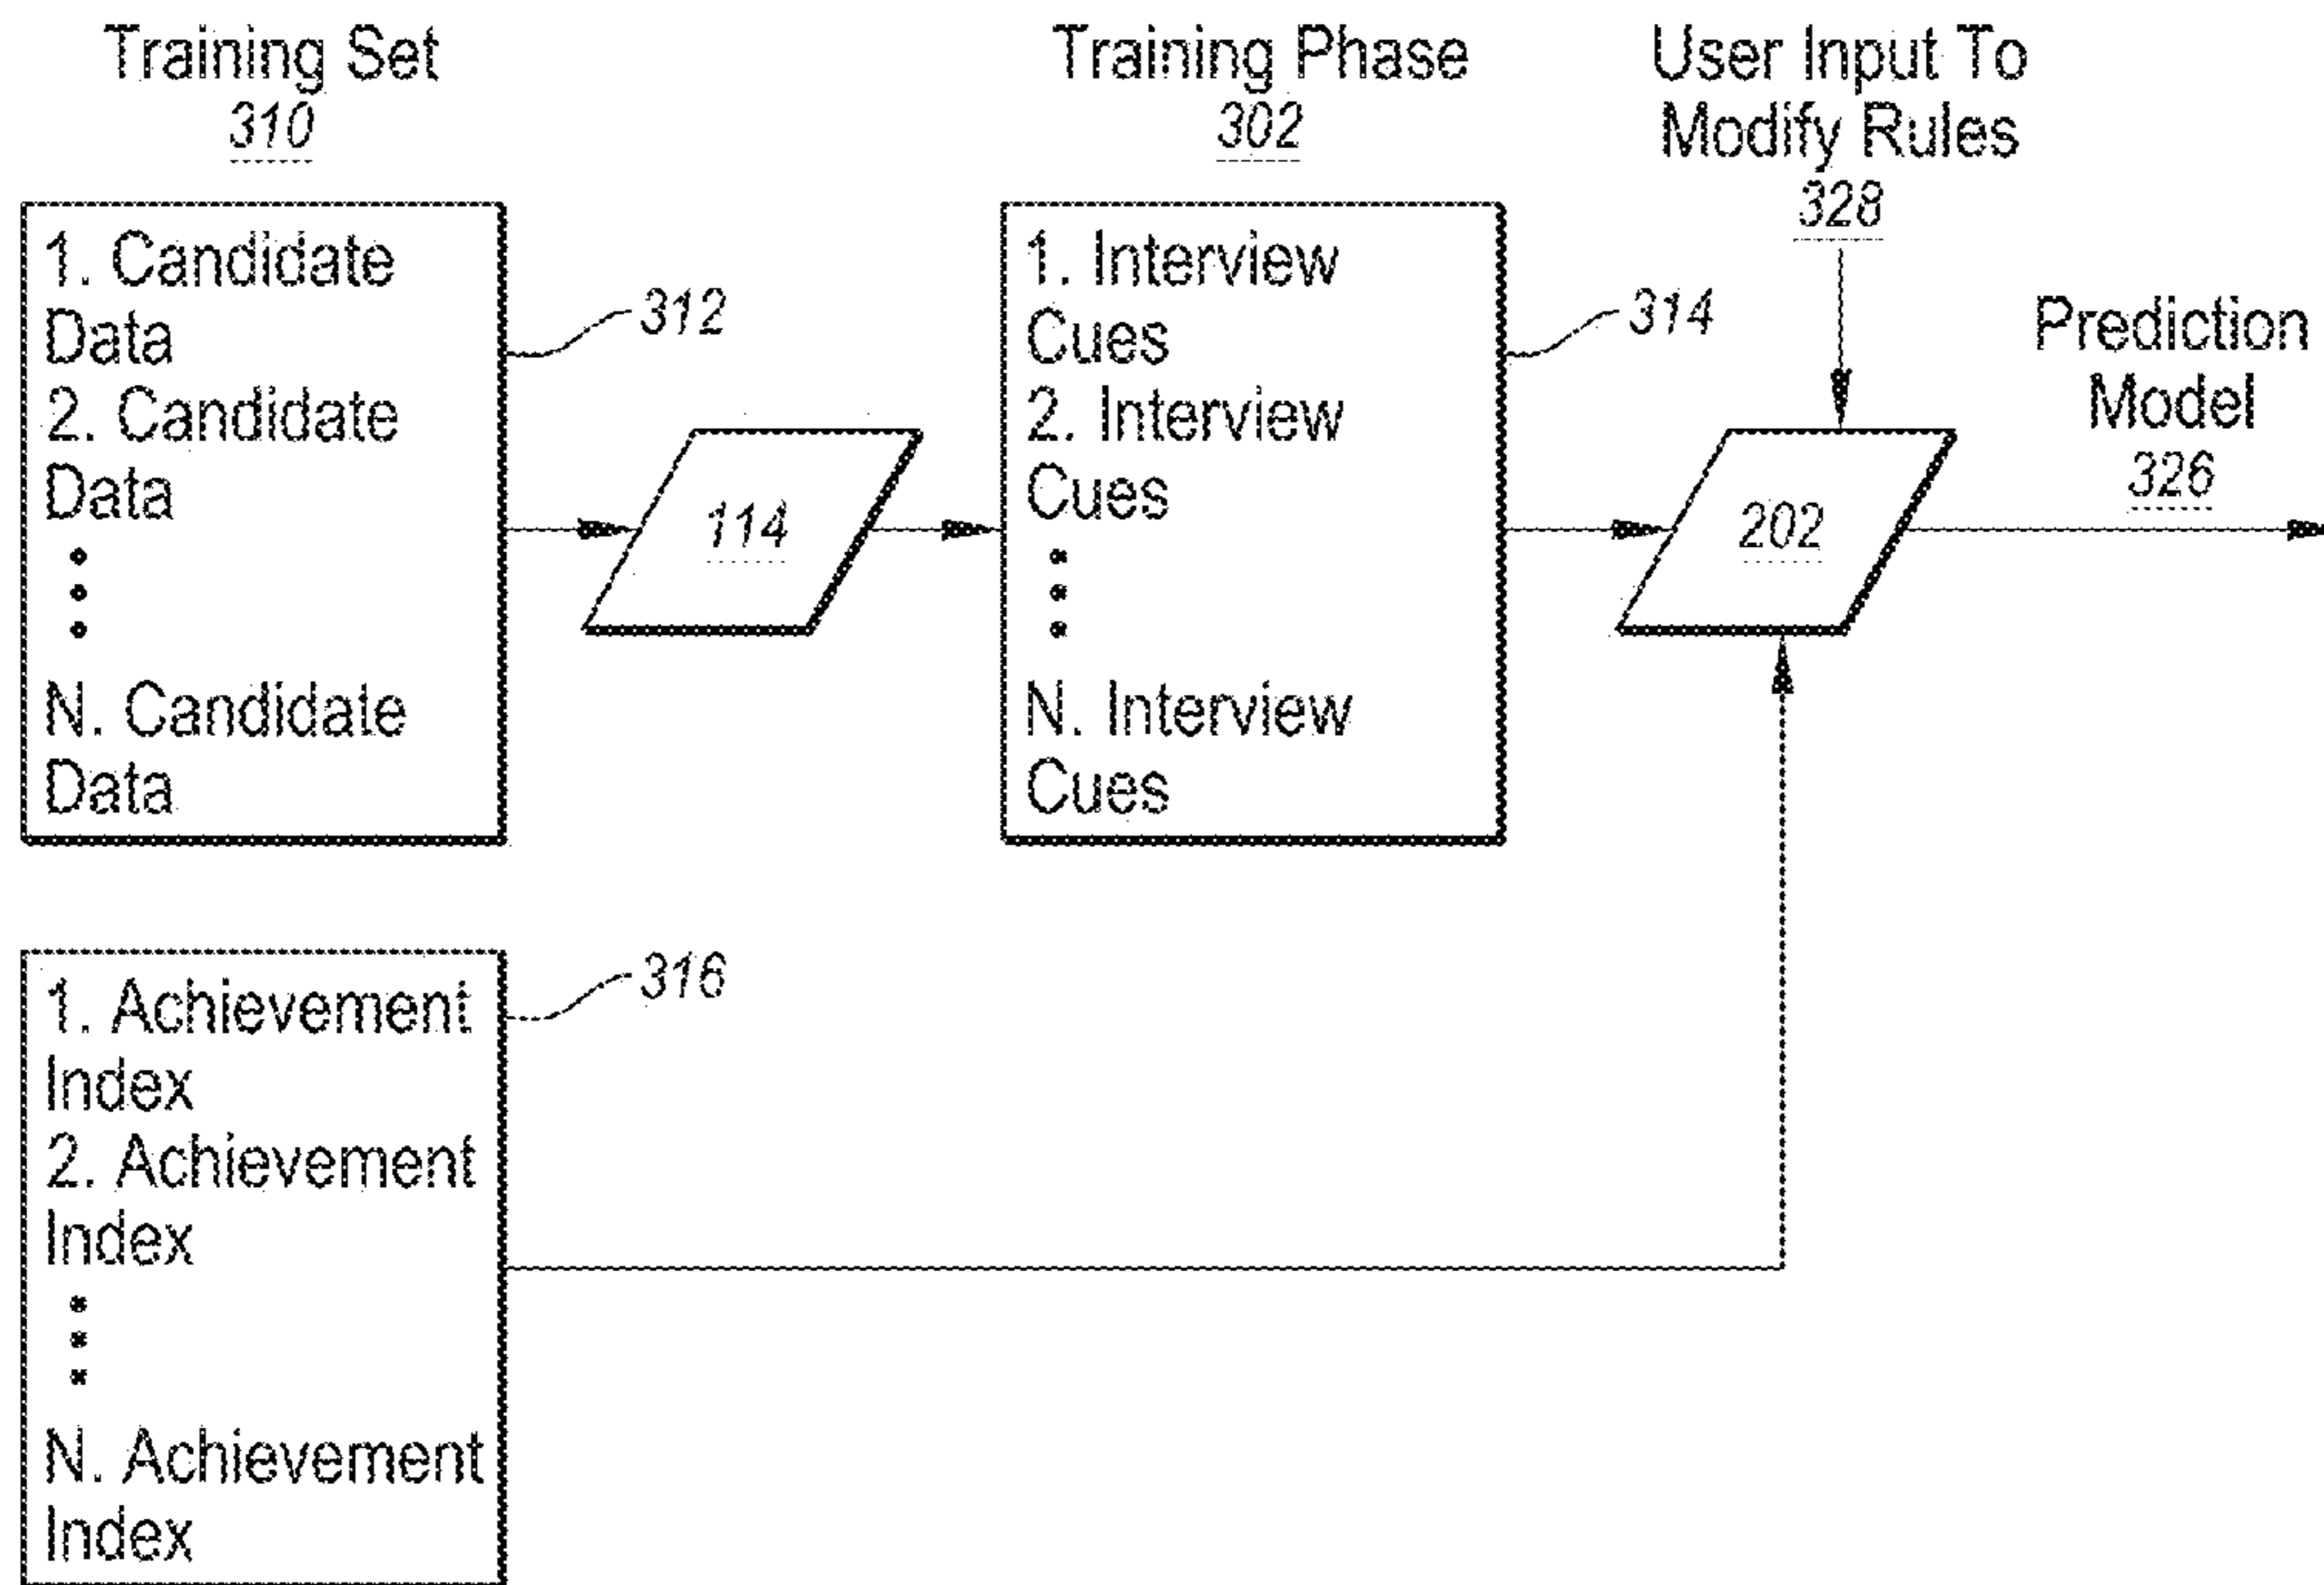 Training Set
310
1. Candidate
Data
2. Candidate
Data
N. Candidate
Data
312
114
Training Phase
302
1. Interview
Cues
2. Interview
Cues
N. Interview
Cues
314
User Input To
Modify Rules
328
202
Prediction
Model
326
1. Achievement
Index
2. Achievement
Index
N. Achievement
Index
316